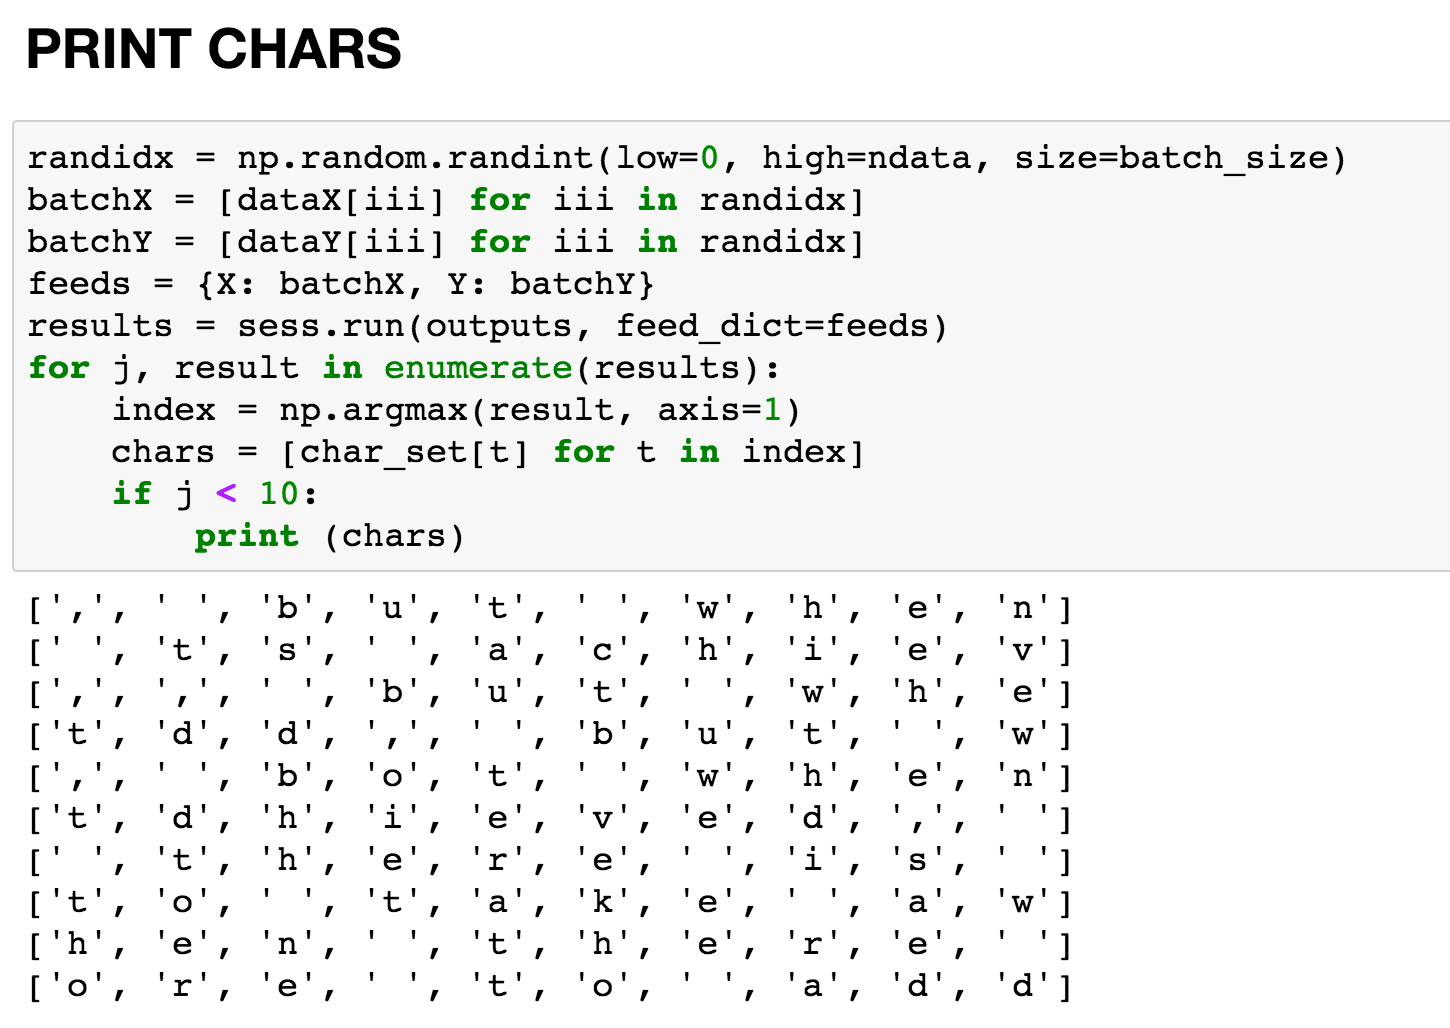 PRINT CHARS
randidx = np.random.randint(low=0, high=ndata, size=batch_size)
batchX = [dataX[iii] for iii in randidx]
batchY = [dataY[iii] for iii in randidx]
feeds = {X: batchX, Y: batchY}
results = sess.run(outputs, feed_dict=feeds)
for j, result in enumerate(results):
    index = np.argmax(result, axis=1)
    chars = [char_set[t] for t in index]
    if j < 10:
        print (chars)
[',', ' ', 'b', 'u', 't', ' ', 'w', 'h', 'e', 'n']
[' ', 't', 's', ' ', 'a', 'c', 'h', 'i', 'e', 'v']
[',', ',', ' ', 'b', 'u', 't', ' ', 'w', 'h', 'e']
['t', 'd', 'd', ',', ' ', 'b', 'u', 't', ' ', 'w']
[',', ' ', 'b', 'o', 't', ' ', 'w', 'h', 'e', 'n']
['t', 'd', 'h', 'i', 'e', 'v', 'e', 'd', ',', ' ']
[' ', 't', 'h', 'e', 'r', 'e', ' ', 'i', 's', ' ']
['t', 'o', ' ', 't', 'a', 'k', 'e', ' ', 'a', 'w']
['h', 'e', 'n', ' ', 't', 'h', 'e', 'r', 'e', ' ']
['o', 'r', 'e', ' ', 't', 'o', ' ', 'a', 'd', 'd']